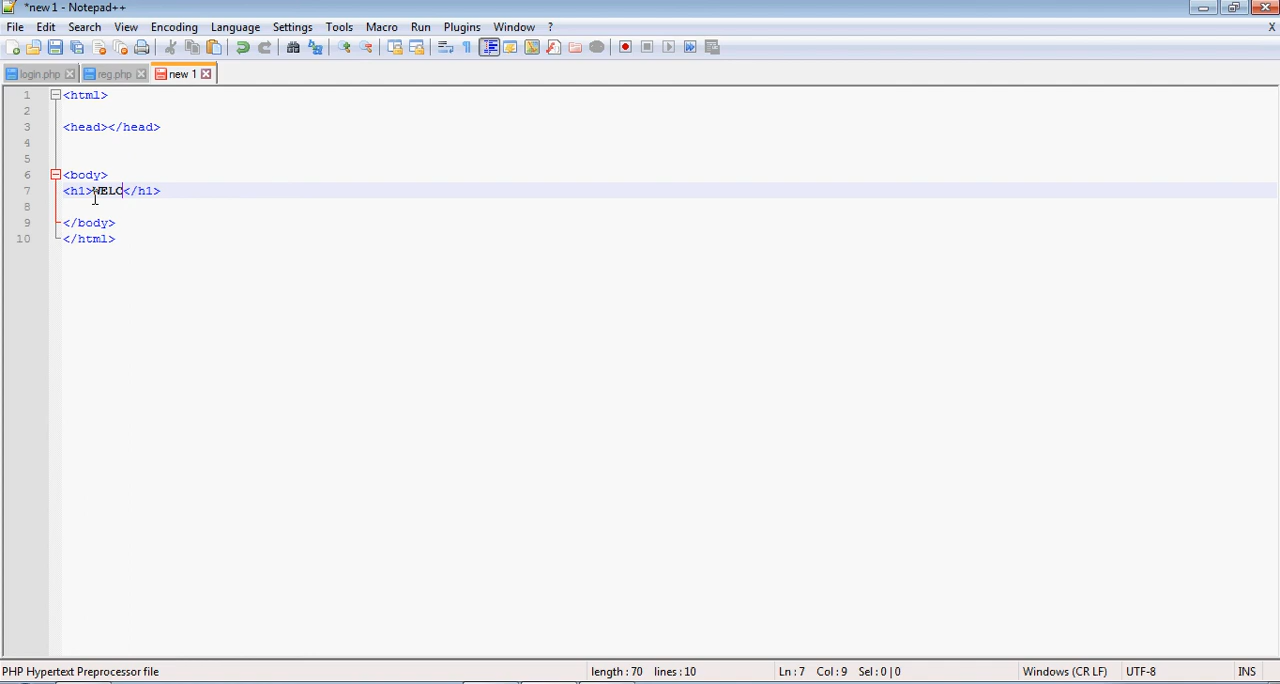 *new 1 - Notepad++
File Edit Search View Encoding Language Settings Tools Macro Run Plugins Window ? X
login.php reg.php new 1
1 <html>
2
3 <head></head>
4
5
6 <body>
7 <h1>WELC</h1>
8
9 </body>
10 </html>
PHP Hypertext Preprocessor file length : 70 lines : 10 Ln : 7 Col : 9 Sel : 0 | 0 Windows (CR LF) UTF-8 INS